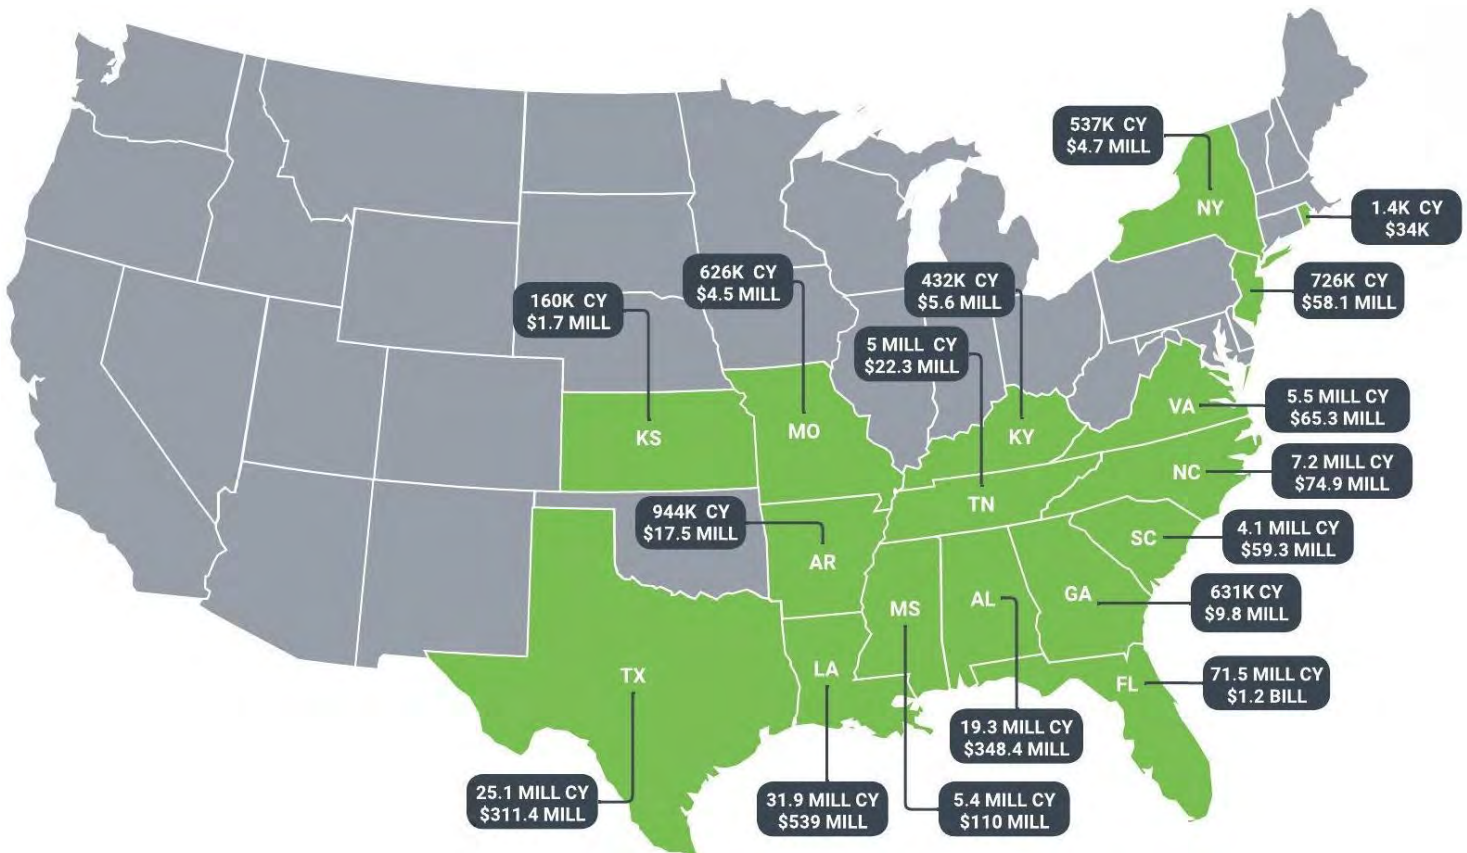 537K CY
$4.7 MILL
NY
1.4K CY
$34K
626K CY
$4.5 MILL
432K CY
$5.6 MILL
726K CY
$58.1 MILL
160K CY
$1.7 MILL
5 MILL CY
$22.3 MILL
5.5 MILL CY
$65.3 MILL
VA
KS
MO
KY
7.2 MILL CY
$74.9 MILL
NC
TN
944K CY
$17.5 MILL
4.1 MILL CY
$59.3 MILL
SC
AR
631K CY
$9.8 MILL
GA
AL
MS
TX
LA
FL
71.5 MILL CY
$1.2 BILL
19.3 MILL CY
$348.4 MILL
25.1 MILL CY
$311.4 MILL
31.9 MILL CY
$539 MILL
5.4 MILL CY
$110 MILL